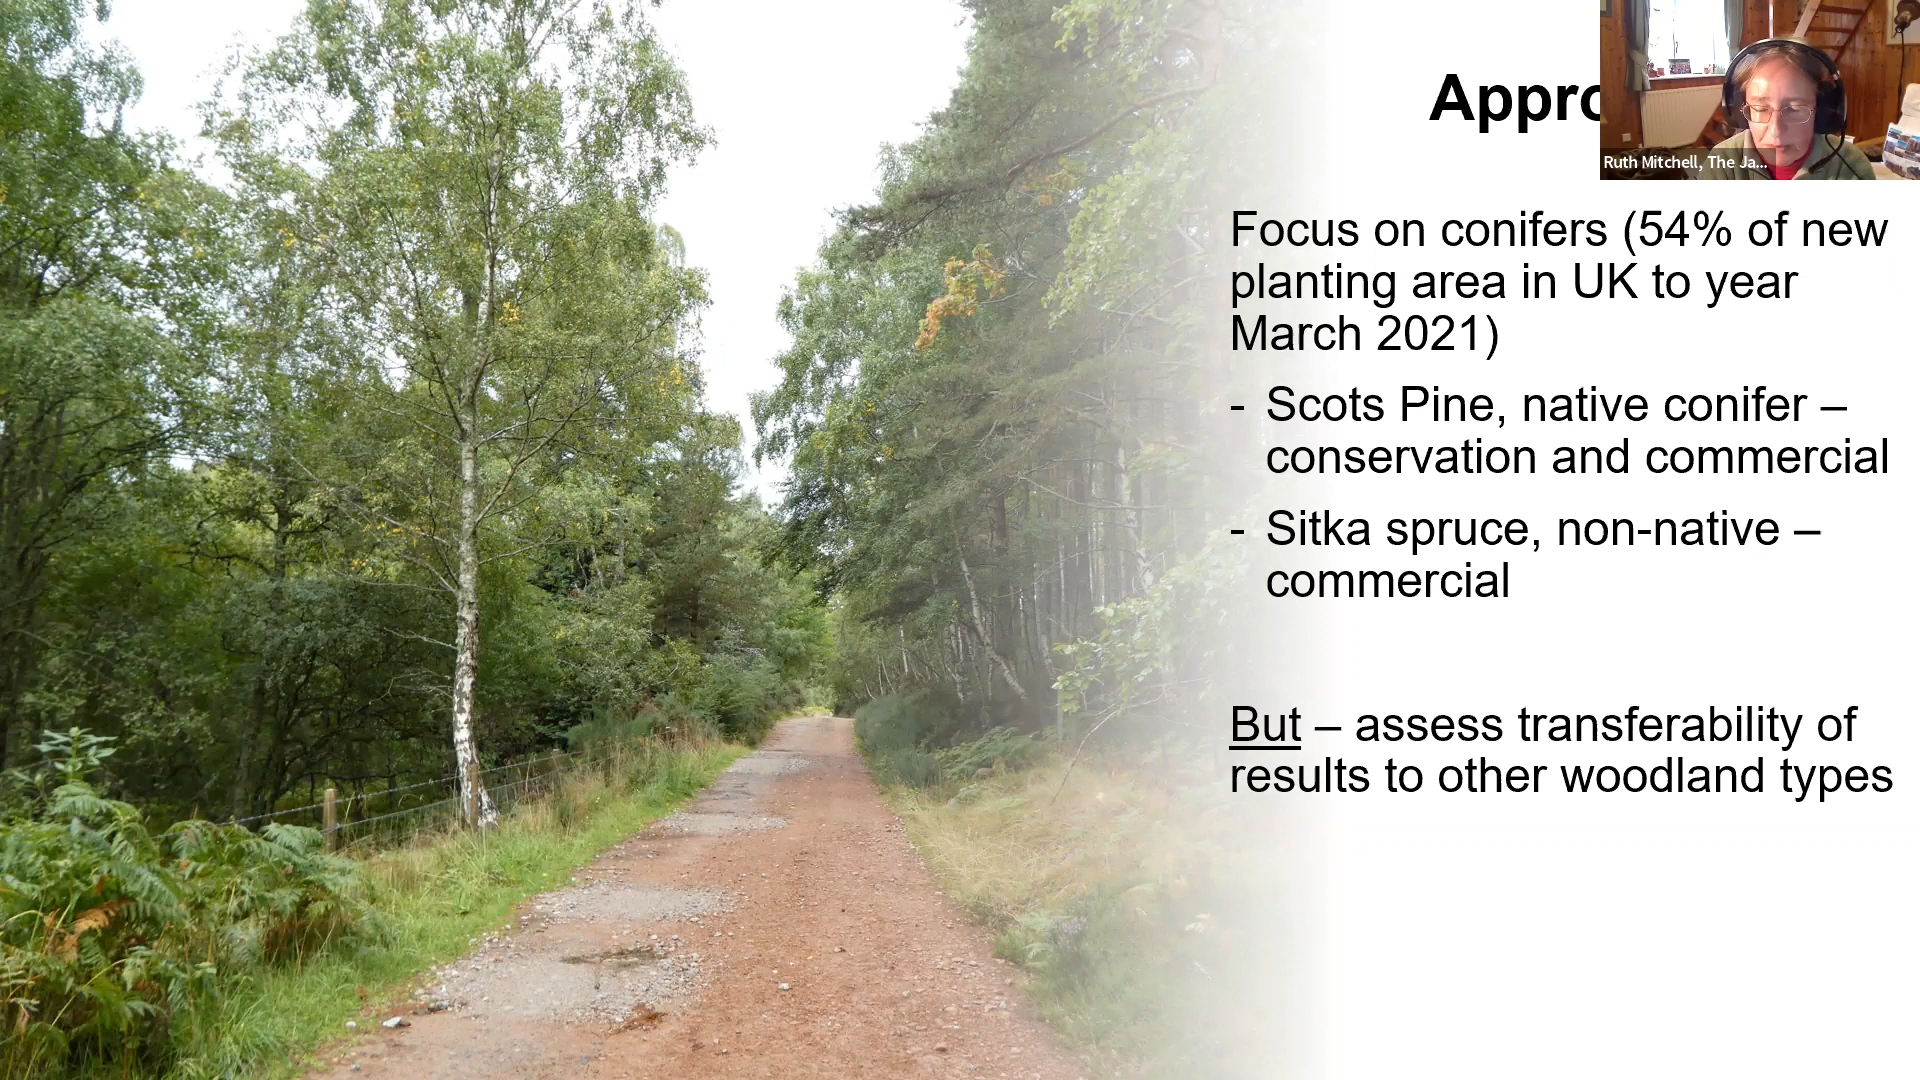 Appro
Ruth Mitchell, The Ja...
Focus on conifers (54% of new
planting area in UK to year
March 2021)
- Scots Pine, native conifer –
conservation and commercial
- Sitka spruce, non-native –
commercial
But – assess transferability of
results to other woodland types